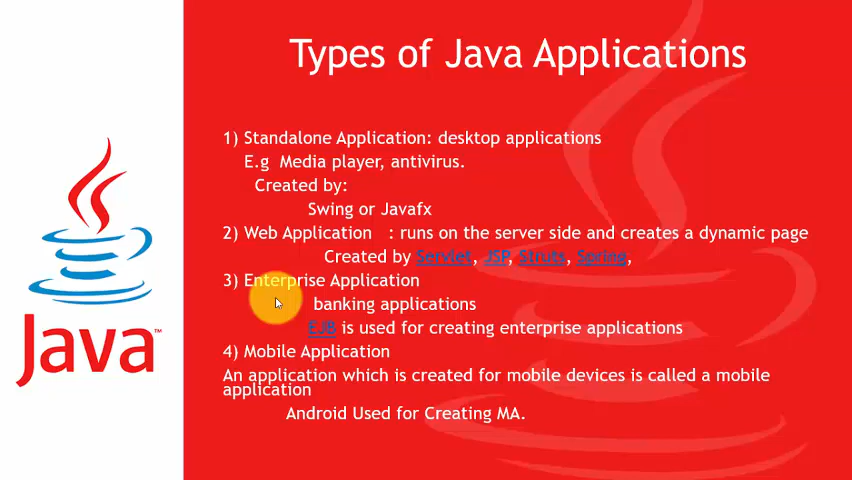 Types of Java Applications
1) Standalone Application: desktop applications
E.g Media player, antivirus.
Created by:
Swing or Javafx
2) Web Application : runs on the server side and creates a dynamic page
Created by Servlet, JSP, Struts, Spring,
3) Enterprise Application
banking applications
EJB is used for creating enterprise applications
4) Mobile Application
An application which is created for mobile devices is called a mobile
application
Android Used for Creating MA.
Java™